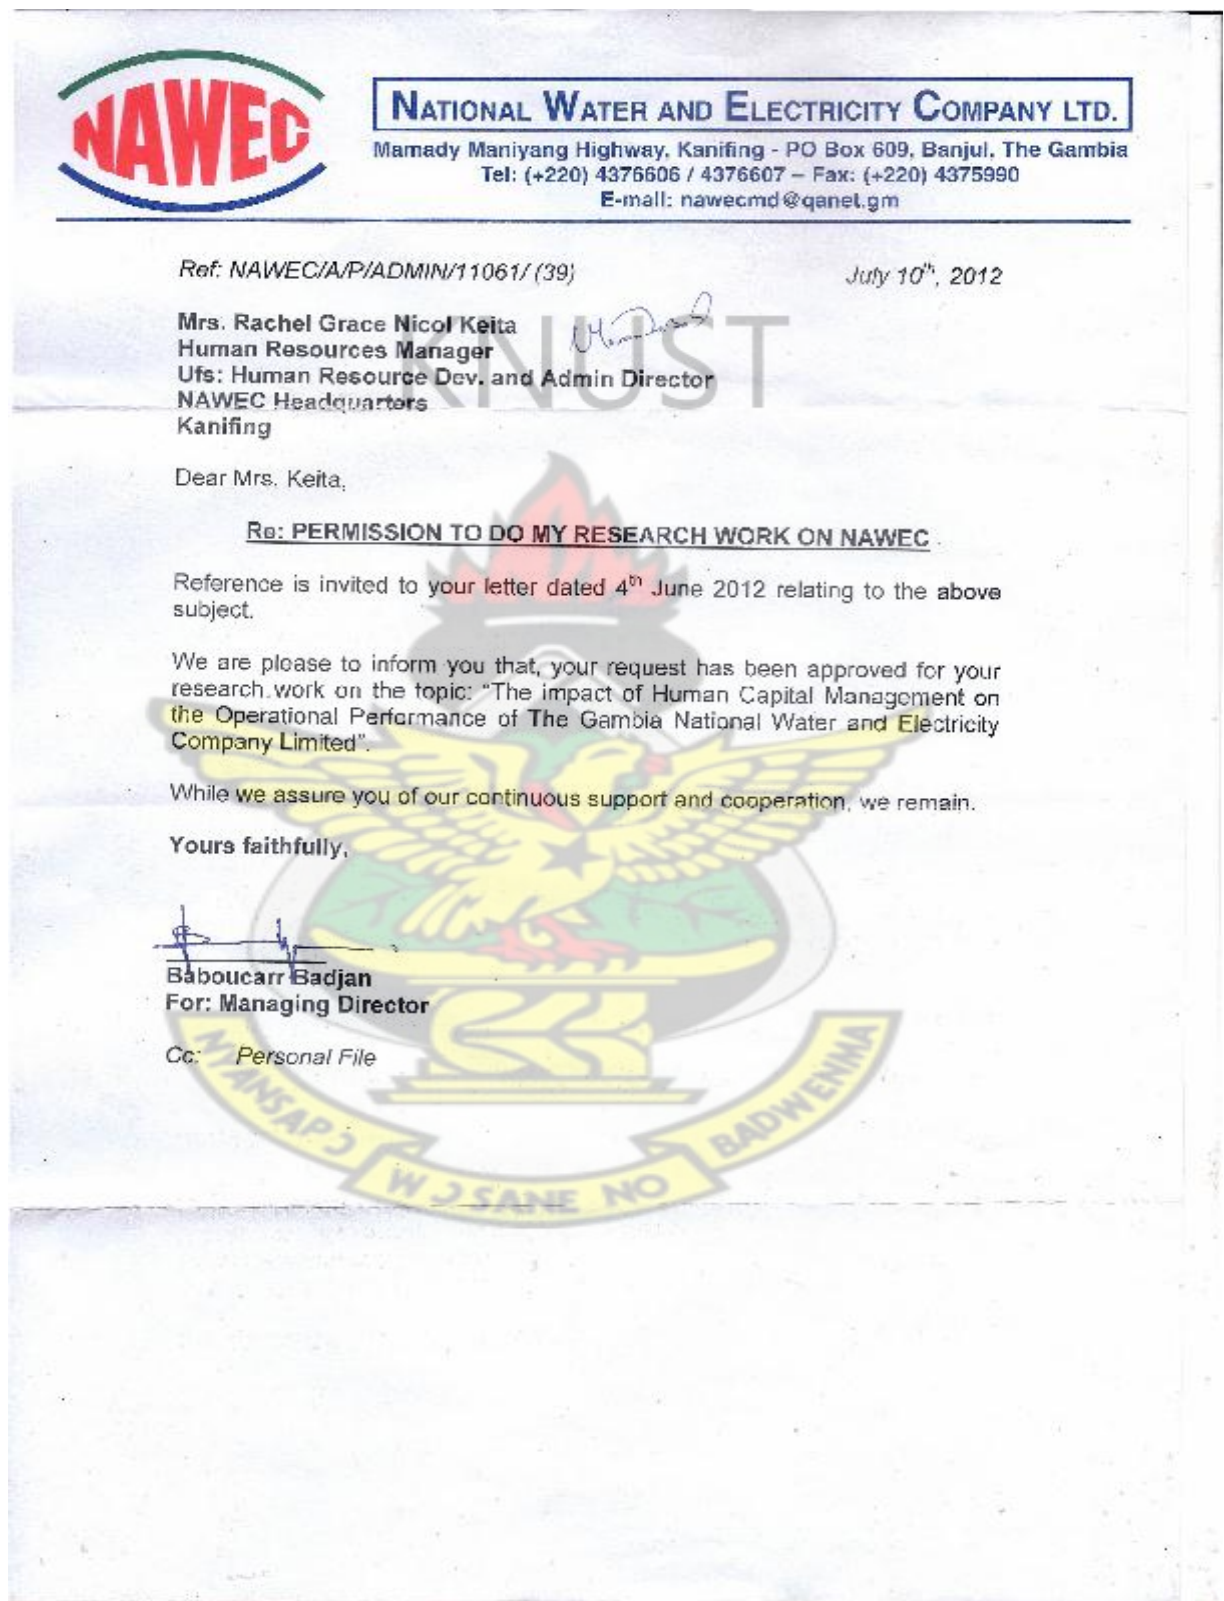 NAWEC
NATIONAL WATER AND ELECTRICITY COMPANY LTD.
Mamady Maniyang Highway, Kanifing - PO Box 609, Banjul, The Gambia
Tel: (+220) 4376606 / 4376607 – Fax: (+220) 4375990
E-mail: nawecmd@qanet.gm
Ref: NAWEC/A/P/ADMIN/11061/ (39)
July 10th, 2012
KNUST
Mrs. Rachel Grace Nicol Keita
Human Resources Manager
Ufs: Human Resource Dev. and Admin Director
NAWEC Headquarters
Kanifing
Dear Mrs. Keita,
Re: PERMISSION TO DO MY RESEARCH WORK ON NAWEC
Reference is invited to your letter dated 4th June 2012 relating to the above
subject.
We are please to inform you that, your request has been approved for your
research work on the topic: "The impact of Human Capital Management on
the Operational Performance of The Gambia National Water and Electricity
Company Limited".
While we assure you of our continuous support and cooperation, we remain.
Yours faithfully,
Baboucarr Badjan
For: Managing Director
Cc: Personal File
NYANSAPƆ
WƆSANE NO
BADWENMA